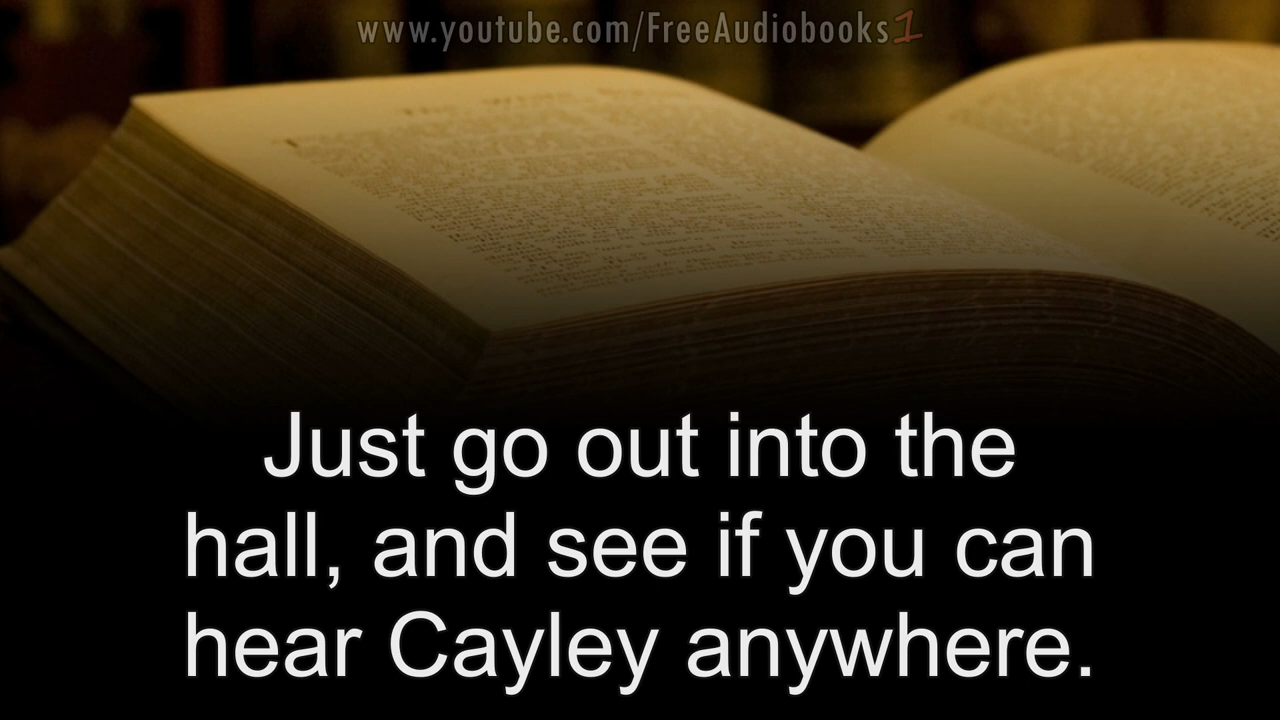 www.youtube.com/FreeAudiobooks1
Just go out into the
hall, and see if you can
hear Cayley anywhere.